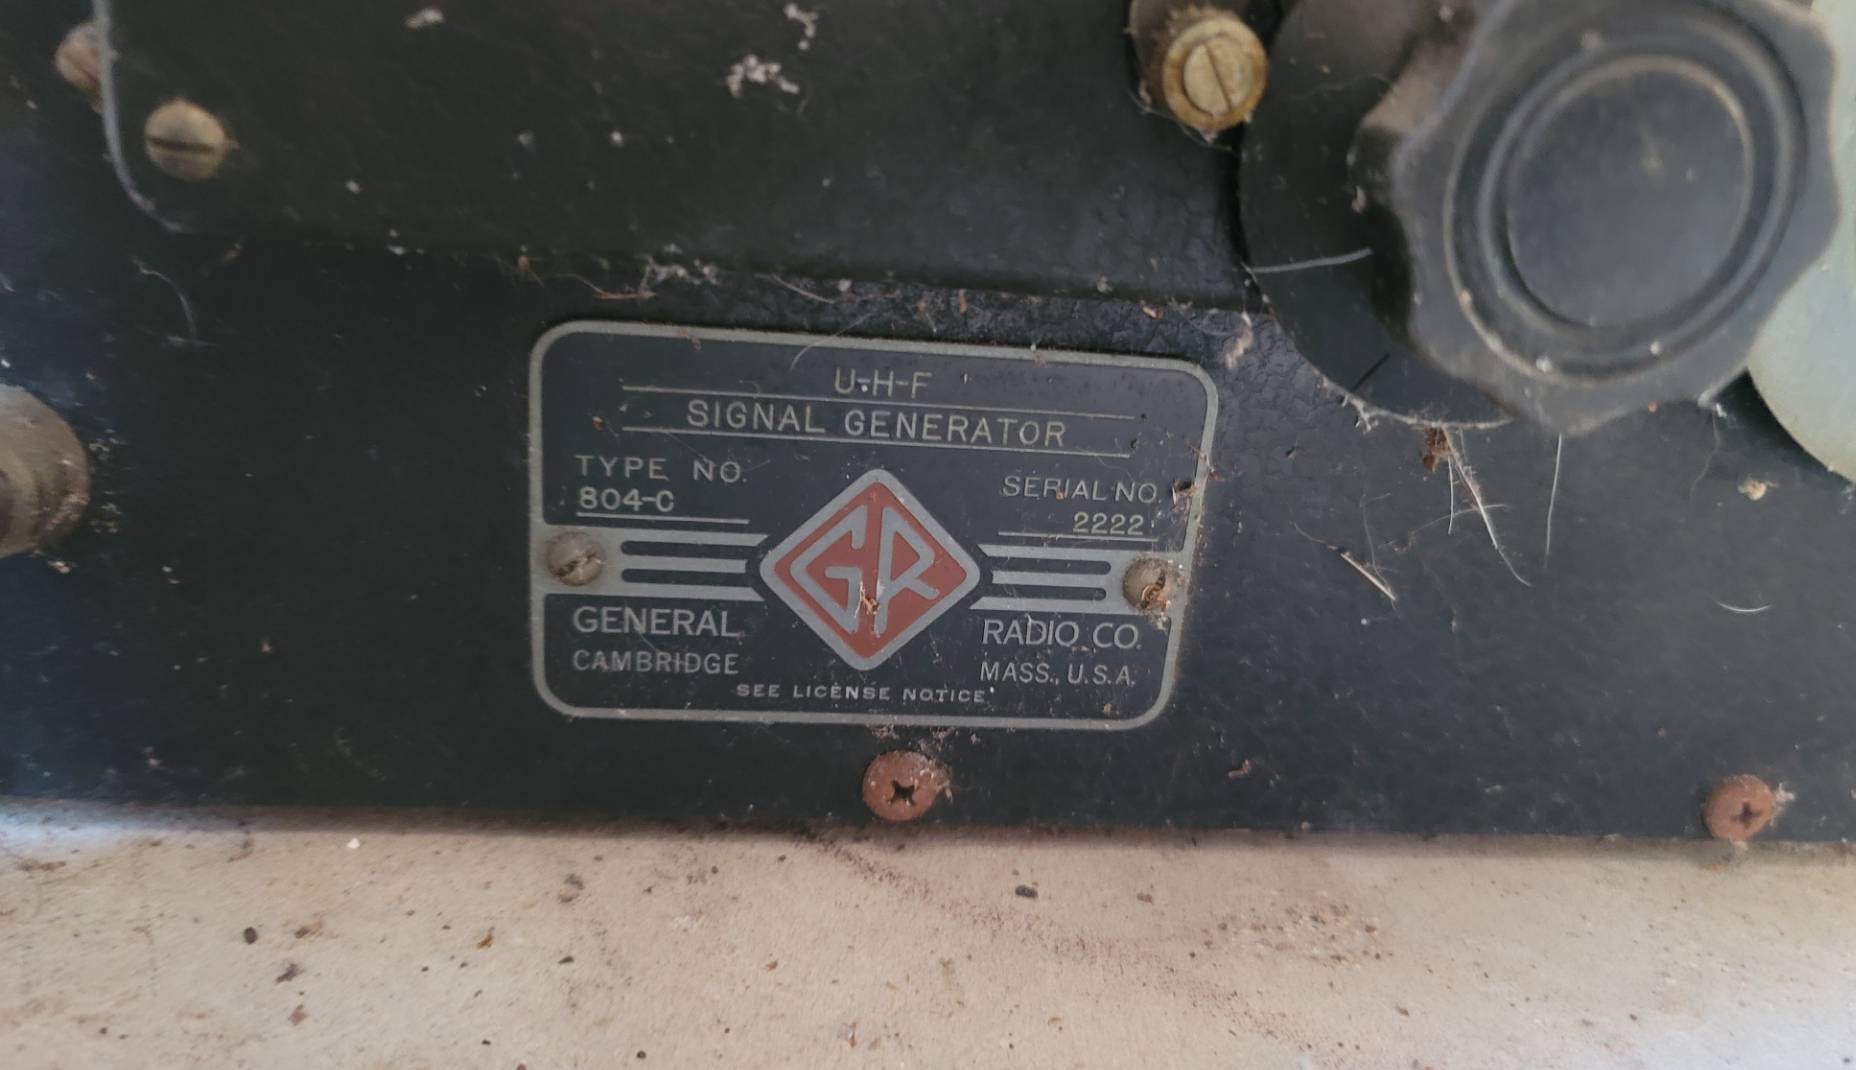 U-H-F
SIGNAL GENERATOR
TYPE NO. SERIAL NO.
804-C 2222
GR
GENERAL RADIO CO.
CAMBRIDGE MASS., U.S.A.
SEE LICENSE NOTICE